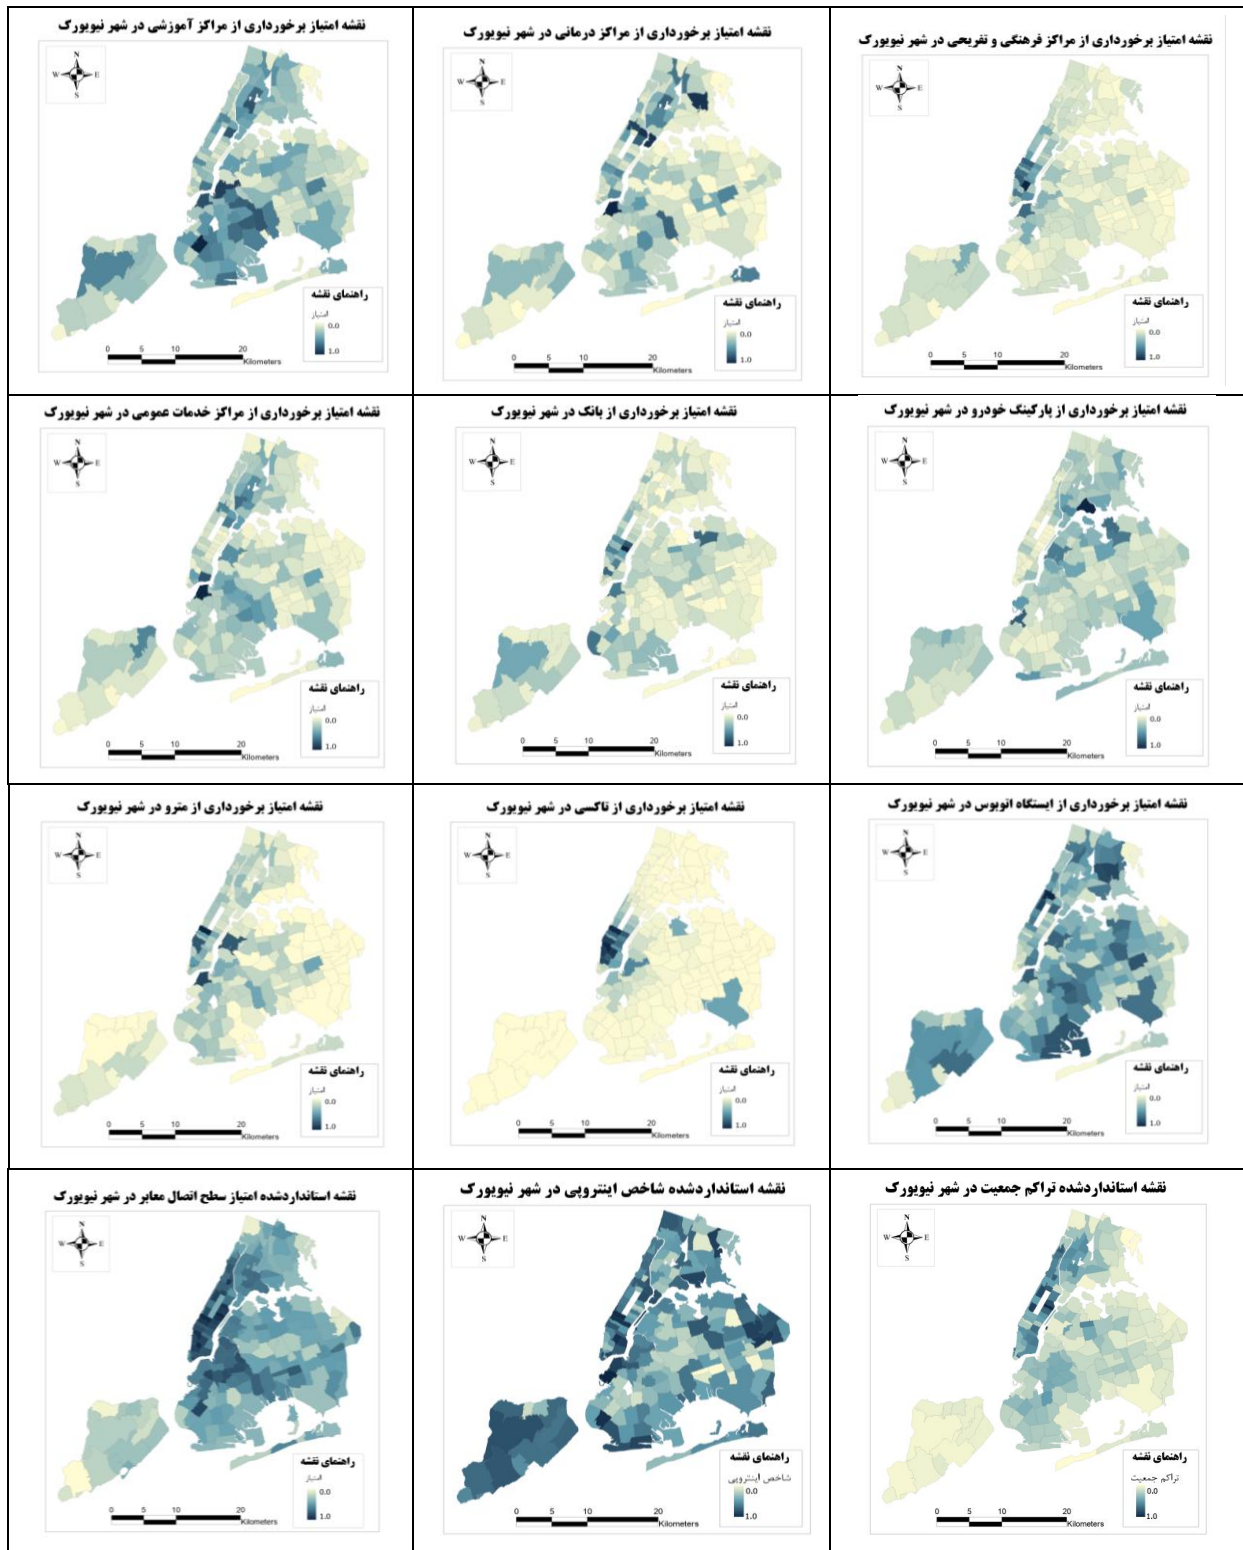 نقشه امتیاز برخورداری از مراکز آموزشی در شهر نیویورک
N
W E
S
راهنمای نقشه
امتیاز
0.0
1.0
0 5 10 20
Kilometers
نقشه امتیاز برخورداری از مراکز درمانی در شهر نیویورک
N
W E
S
راهنمای نقشه
امتیاز
0.0
1.0
0 5 10 20
Kilometers
نقشه امتیاز برخورداری از مراکز فرهنگی و تفریحی در شهر نیویورک
N
W E
S
راهنمای نقشه
امتیاز
0.0
1.0
0 5 10 20
Kilometers
نقشه امتیاز برخورداری از مراکز خدمات عمومی در شهر نیویورک
N
W E
S
راهنمای نقشه
امتیاز
0.0
1.0
0 5 10 20
Kilometers
نقشه امتیاز برخورداری از بانک در شهر نیویورک
N
W E
S
راهنمای نقشه
امتیاز
0.0
1.0
0 5 10 20
Kilometers
نقشه امتیاز برخورداری از پارکینگ خودرو در شهر نیویورک
N
W E
S
راهنمای نقشه
امتیاز
0.0
1.0
0 5 10 20
Kilometers
نقشه امتیاز برخورداری از مترو در شهر نیویورک
N
W E
S
راهنمای نقشه
امتیاز
0.0
1.0
0 5 10 20
Kilometers
نقشه امتیاز برخورداری از تاکسی در شهر نیویورک
N
W E
S
راهنمای نقشه
امتیاز
0.0
1.0
0 5 10 20
Kilometers
نقشه امتیاز برخورداری از ایستگاه اتوبوس در شهر نیویورک
N
W E
S
راهنمای نقشه
امتیاز
0.0
1.0
0 5 10 20
Kilometers
نقشه استانداردشده امتیاز سطح اتصال معابر در شهر نیویورک
N
W E
S
راهنمای نقشه
امتیاز
0.0
1.0
0 5 10 20
Kilometers
نقشه استانداردشده شاخص اینتروپی در شهر نیویورک
N
W E
S
راهنمای نقشه
شاخص اینتروپی
0.0
1.0
0 5 10 20
Kilometers
نقشه استانداردشده تراکم جمعیت در شهر نیویورک
N
W E
S
راهنمای نقشه
تراکم جمعیت
0.0
1.0
0 5 10 20
Kilometers